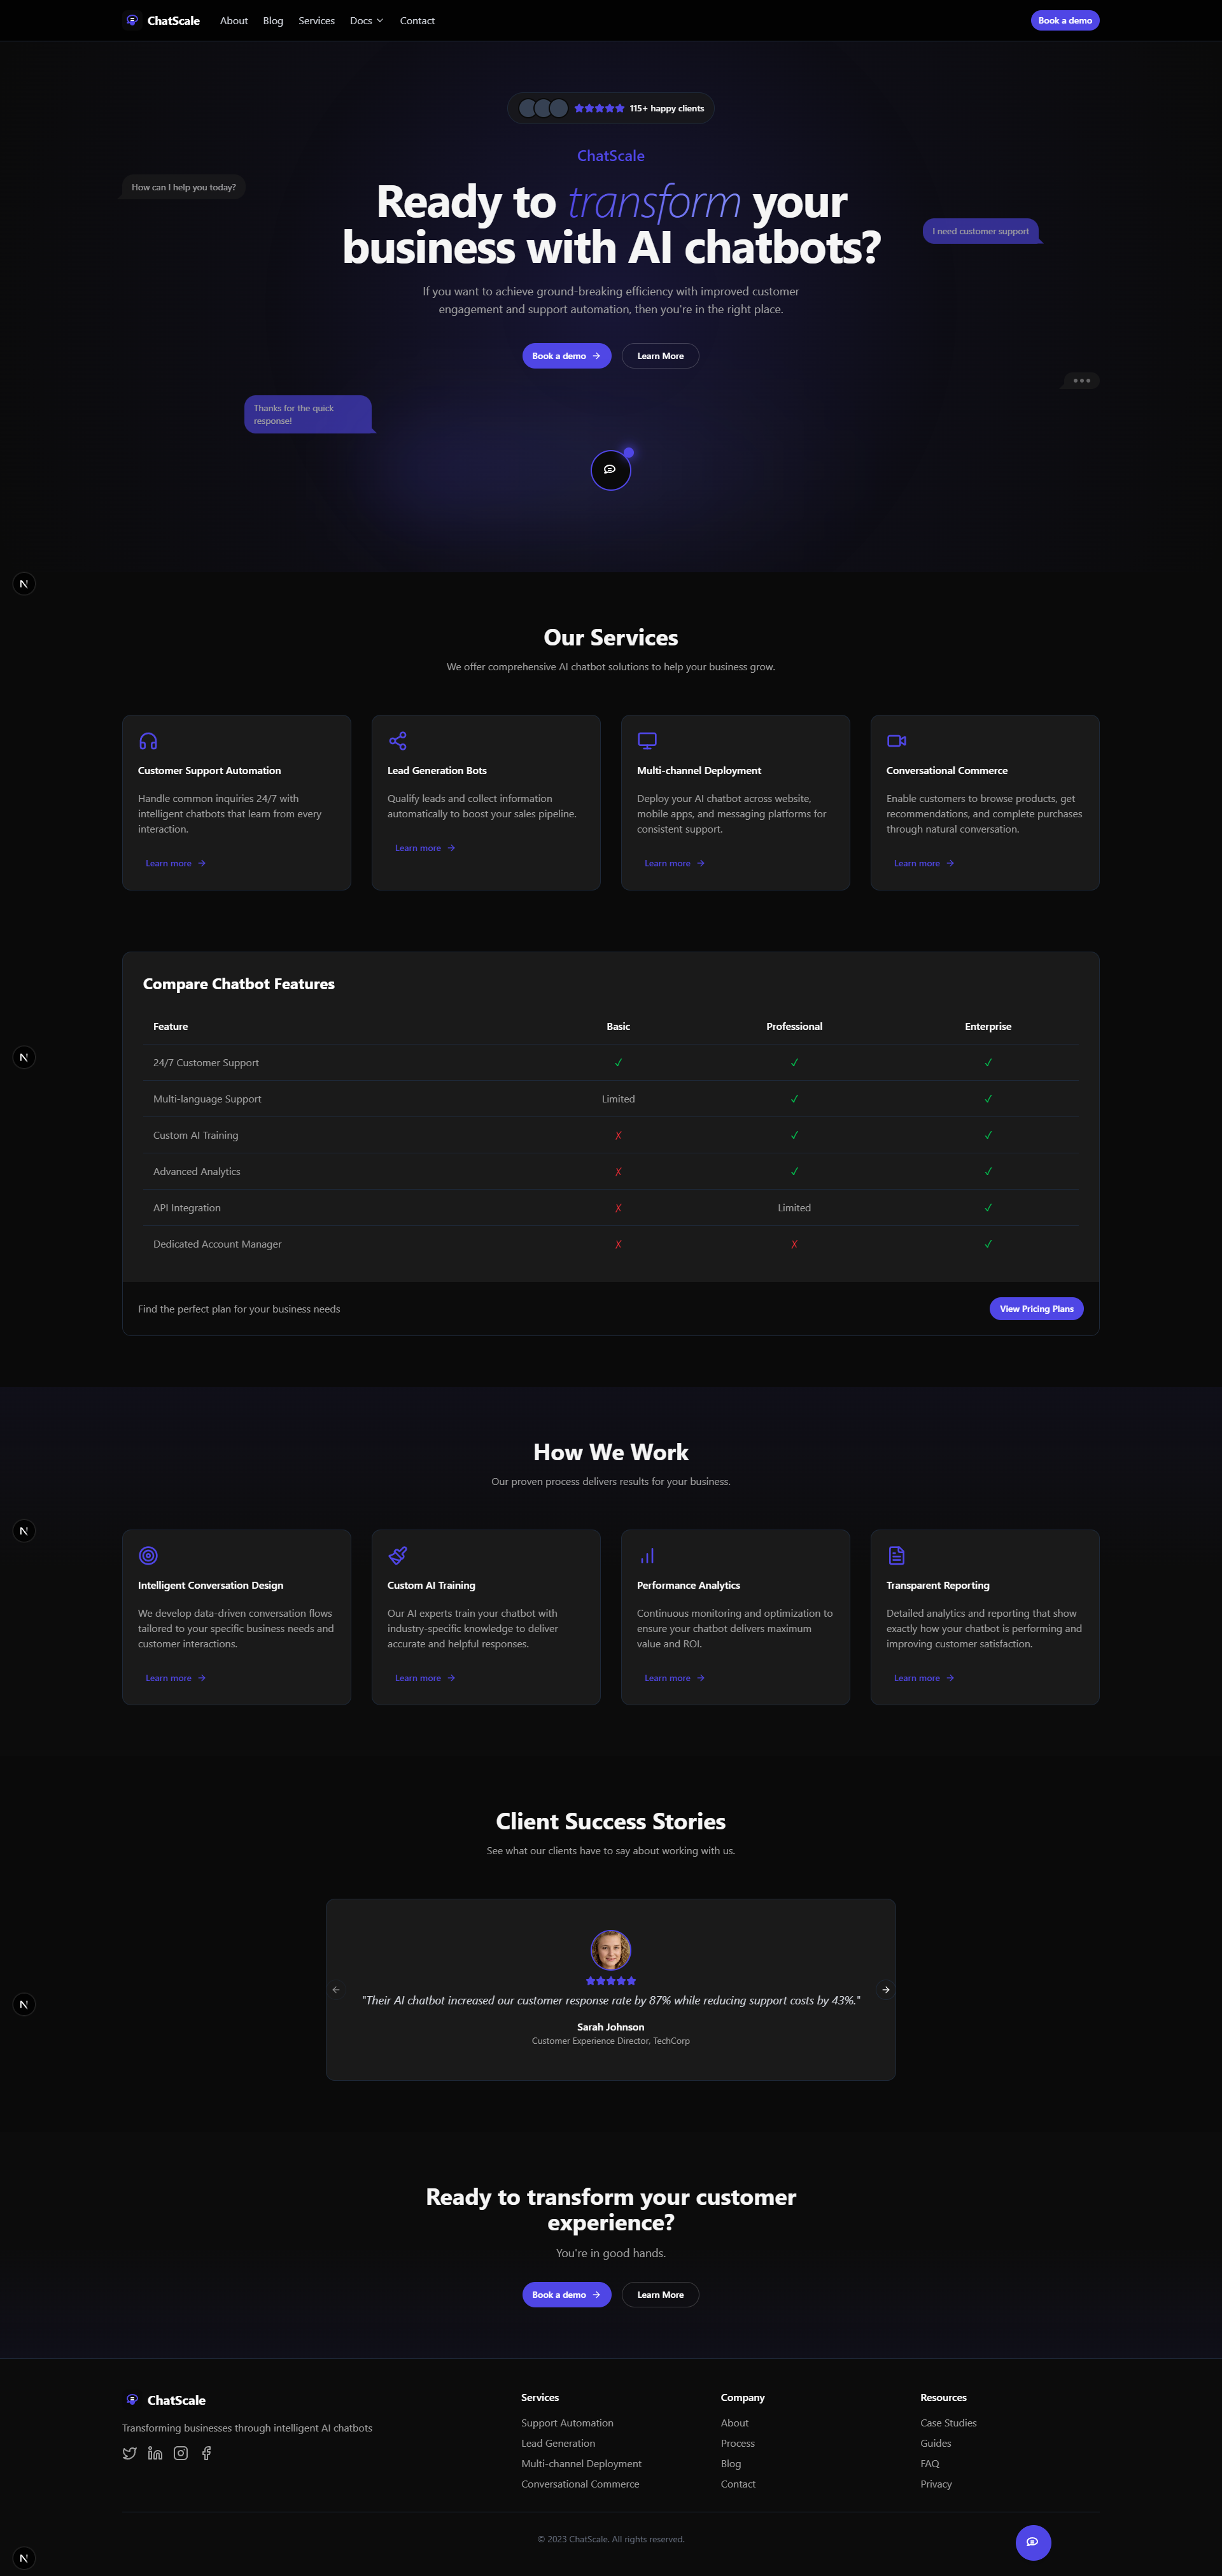 ChatScale
About
Blog
Services
Docs
Contact
Book a demo
115+ happy clients
ChatScale
How can I help you today?
Ready to transform your
business with AI chatbots?
I need customer support
If you want to achieve ground-breaking efficiency with improved customer
engagement and support automation, then you're in the right place.
Book a demo
Learn More
Thanks for the quick
response!
N
Our Services
We offer comprehensive AI chatbot solutions to help your business grow.
Customer Support Automation
Handle common inquiries 24/7 with
intelligent chatbots that learn from every
interaction.
Learn more
Lead Generation Bots
Qualify leads and collect information
automatically to boost your sales pipeline.
Learn more
Multi-channel Deployment
Deploy your AI chatbot across website,
mobile apps, and messaging platforms for
consistent support.
Learn more
Conversational Commerce
Enable customers to browse products, get
recommendations, and complete purchases
through natural conversation.
Learn more
Compare Chatbot Features
Feature Basic Professional Enterprise
N
24/7 Customer Support ✓ ✓ ✓
Multi-language Support Limited ✓ ✓
Custom AI Training ✗ ✓ ✓
Advanced Analytics ✗ ✓ ✓
API Integration ✗ Limited ✓
Dedicated Account Manager ✗ ✗ ✓
Find the perfect plan for your business needs
View Pricing Plans
How We Work
Our proven process delivers results for your business.
N
Intelligent Conversation Design
We develop data-driven conversation flows
tailored to your specific business needs and
customer interactions.
Learn more
Custom AI Training
Our AI experts train your chatbot with
industry-specific knowledge to deliver
accurate and helpful responses.
Learn more
Performance Analytics
Continuous monitoring and optimization to
ensure your chatbot delivers maximum
value and ROI.
Learn more
Transparent Reporting
Detailed analytics and reporting that show
exactly how your chatbot is performing and
improving customer satisfaction.
Learn more
Client Success Stories
See what our clients have to say about working with us.
"Their AI chatbot increased our customer response rate by 87% while reducing support costs by 43%."
N
Sarah Johnson
Customer Experience Director, TechCorp
Ready to transform your customer
experience?
You're in good hands.
Book a demo
Learn More
ChatScale
Transforming businesses through intelligent AI chatbots
Services
Support Automation
Lead Generation
Multi-channel Deployment
Conversational Commerce
Company
About
Process
Blog
Contact
Resources
Case Studies
Guides
FAQ
Privacy
© 2023 ChatScale. All rights reserved.
N